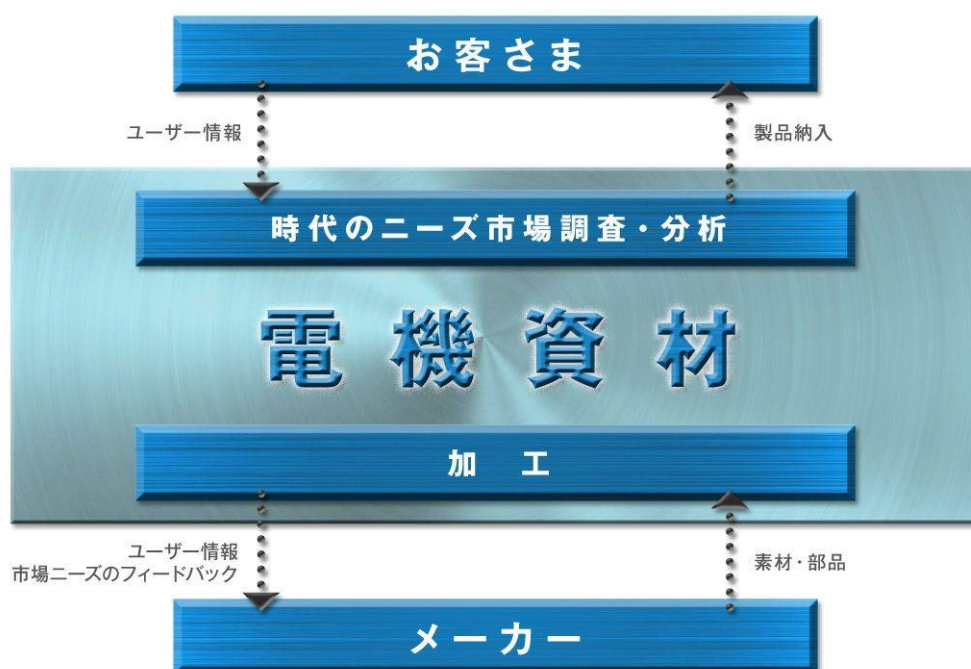 お客さま
ユーザー情報
製品納入
時代のニーズ市場調査・分析
電機資材
加 工
ユーザー情報
市場ニーズのフィードバック
素材・部品
メーカー